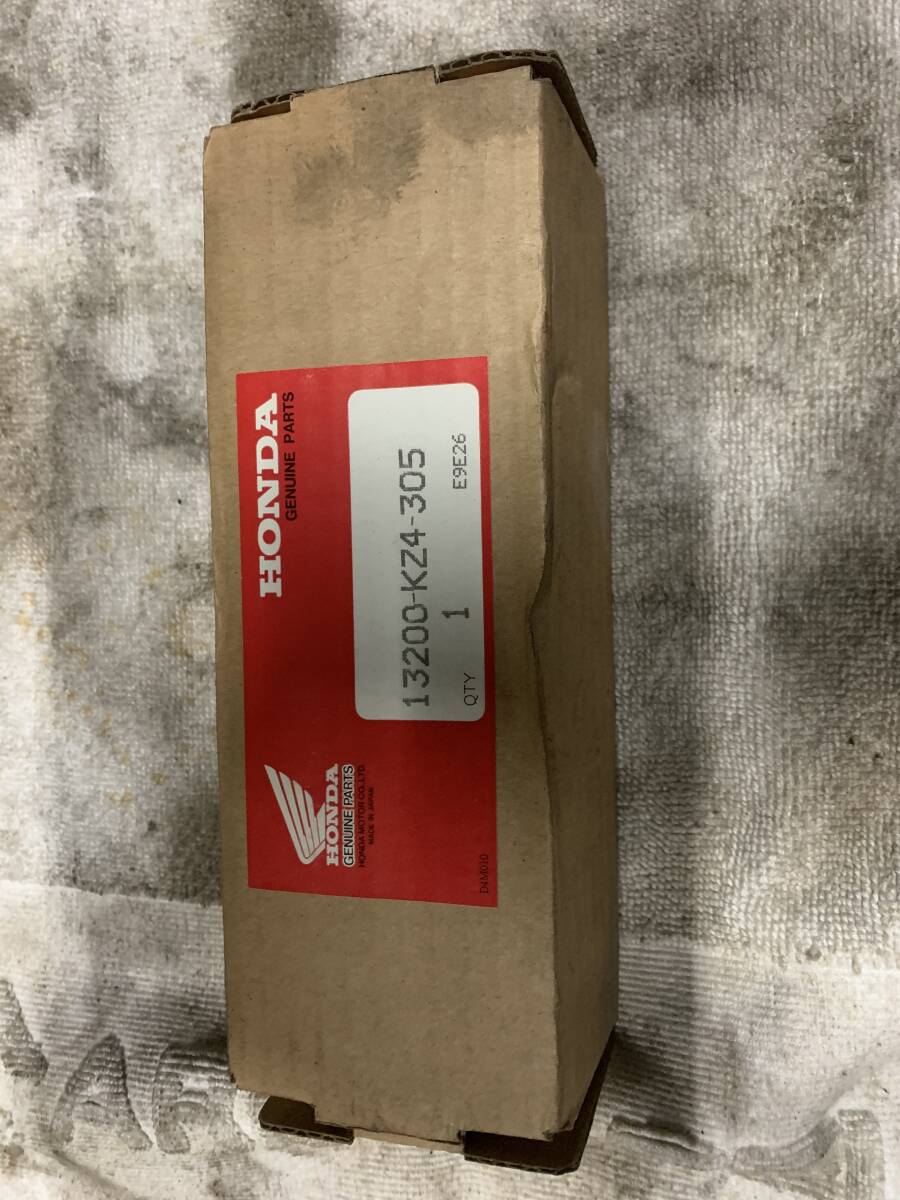 HONDA
GENUINE PARTS
13200-KZ4-305
QTY 1 E9E26
HONDA
GENUINE PARTS
HONDA MOTOR CO.,LTD.
MADE IN JAPAN
D4M010